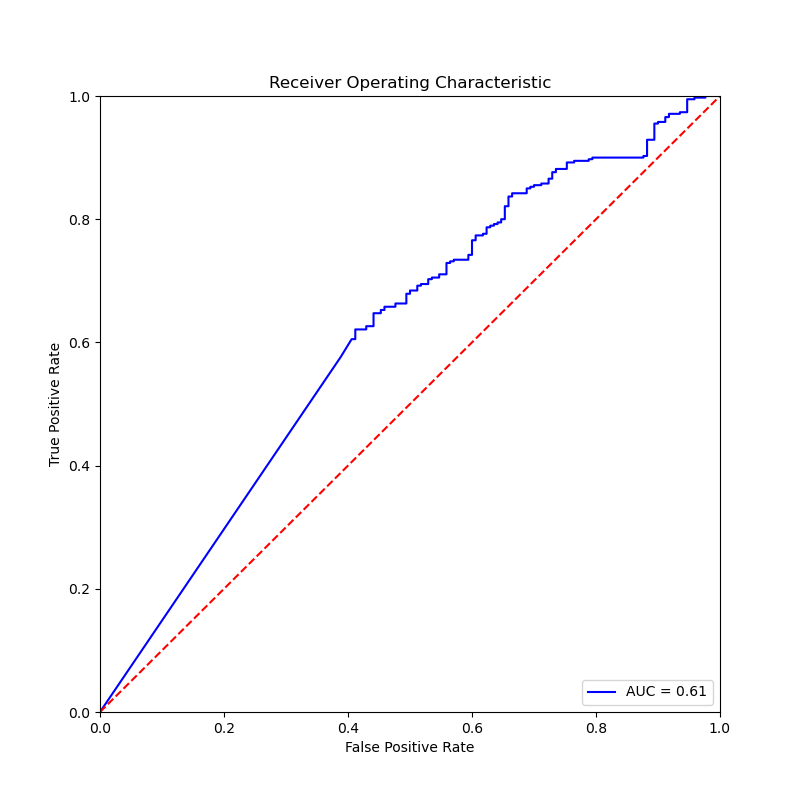 Receiver Operating Characteristic
1.0
0.8
0.6
0.4
0.2
0.0
True Positive Rate
AUC = 0.61
0.0 0.2 0.4 0.6 0.8 1.0
False Positive Rate